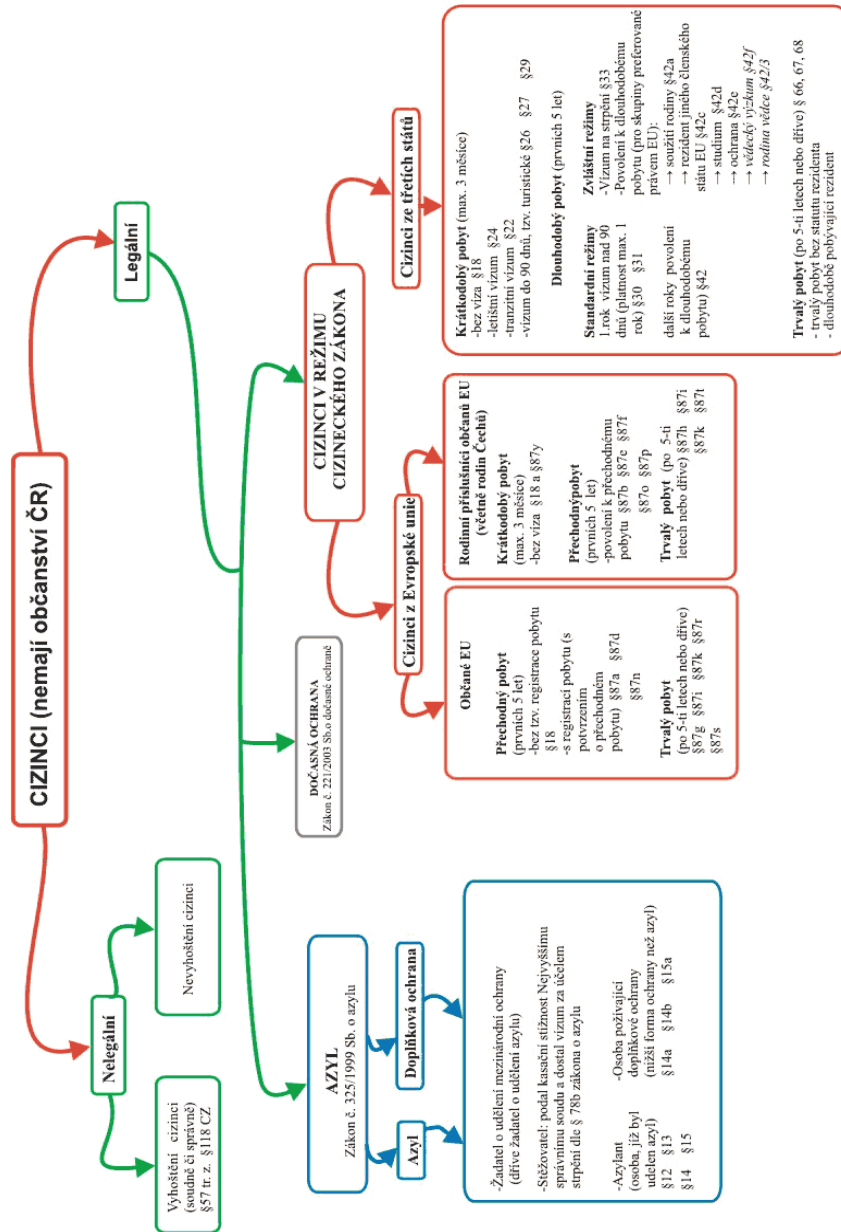 CIZINCI (nemají občanství ČR)
Nelegální
Legální
Vyhoštění cizinci
(soudně či správně)
§57 tr. z. §118 CZ
Nevyhoštění cizinci
AZYL
Zákon č. 325/1999 Sb. o azylu
DOČASNÁ OCHRANA
Zákon č. 221/2003 Sb.o dočasné ochraně
CIZINCI V REŽIMU
CIZINECKÉHO ZÁKONA
Azyl
Doplňková ochrana
-Žadatel o udělení mezinárodní ochrany
(dříve žadatel o udělení azylu)
-Stěžovatel: podal kasační stížnost Nejvyššímu
správnímu soudu a dostal vízum za účelem
strpění dle § 78b zákona o azylu
-Azylant
(osoba, jíž byl
udelen azyl)
§12 §13
§14 §15
-Osoba požívající
doplňkové ochrany
(nižší forma ochrany než azyl)
§14a §14b §15a
Cizinci z Evropské unie
Občané EU
Přechodný pobyt
(prvních 5 let)
-bez tzv. registrace pobytu
§18
-s registrací pobytu (s
potvrzením
o přechodném
pobytu) §87a §87d
§87n
Trvalý pobyt
(po 5-ti letech nebo dříve)
§87g §87i §87k §87r
§87s
Rodinní příslušníci občanů EU
(včetně rodin Čechů)
Krátkodobý pobyt
(max. 3 měsíce)
-bez víza §18 a §87y
Přechodnýpobyt
(prvních 5 let)
-povolení k přechodnému
pobytu §87b §87e §87f
§87o §87p
Trvalý pobyt (po 5-ti
letech nebo dříve) §87h §87i
§87k §87t
Cizinci ze třetích států
Krátkodobý pobyt (max. 3 měsíce)
-bez víza §18
-letištní vízum §24
-tranzitní vízum §22
-vízum do 90 dnů, tzv. turistické §26 §27 §29
Dlouhodobý pobyt (prvních 5 let)
Standardní režimy
1.rok vízum nad 90
dnů (platnost max. 1
rok) §30 §31
další roky povolení
k dlouhodobému
pobytu) §42
Zvláštní režimy
-Vízum na strpění §33
-Povolení k dlouhodobému
pobytu (pro skupiny preferované
právem EU):
→ soužití rodiny §42a
→ rezident jiného členského
státu EU §42c
→ studium §42d
→ ochrana §42e
→ vědecký výzkum §42f
→ rodina vědce §42/3
Trvalý pobyt (po 5-ti letech nebo dříve) § 66, 67, 68
- trvalý pobyt bez statutu rezidenta
- dlouhodobě pobývající rezident